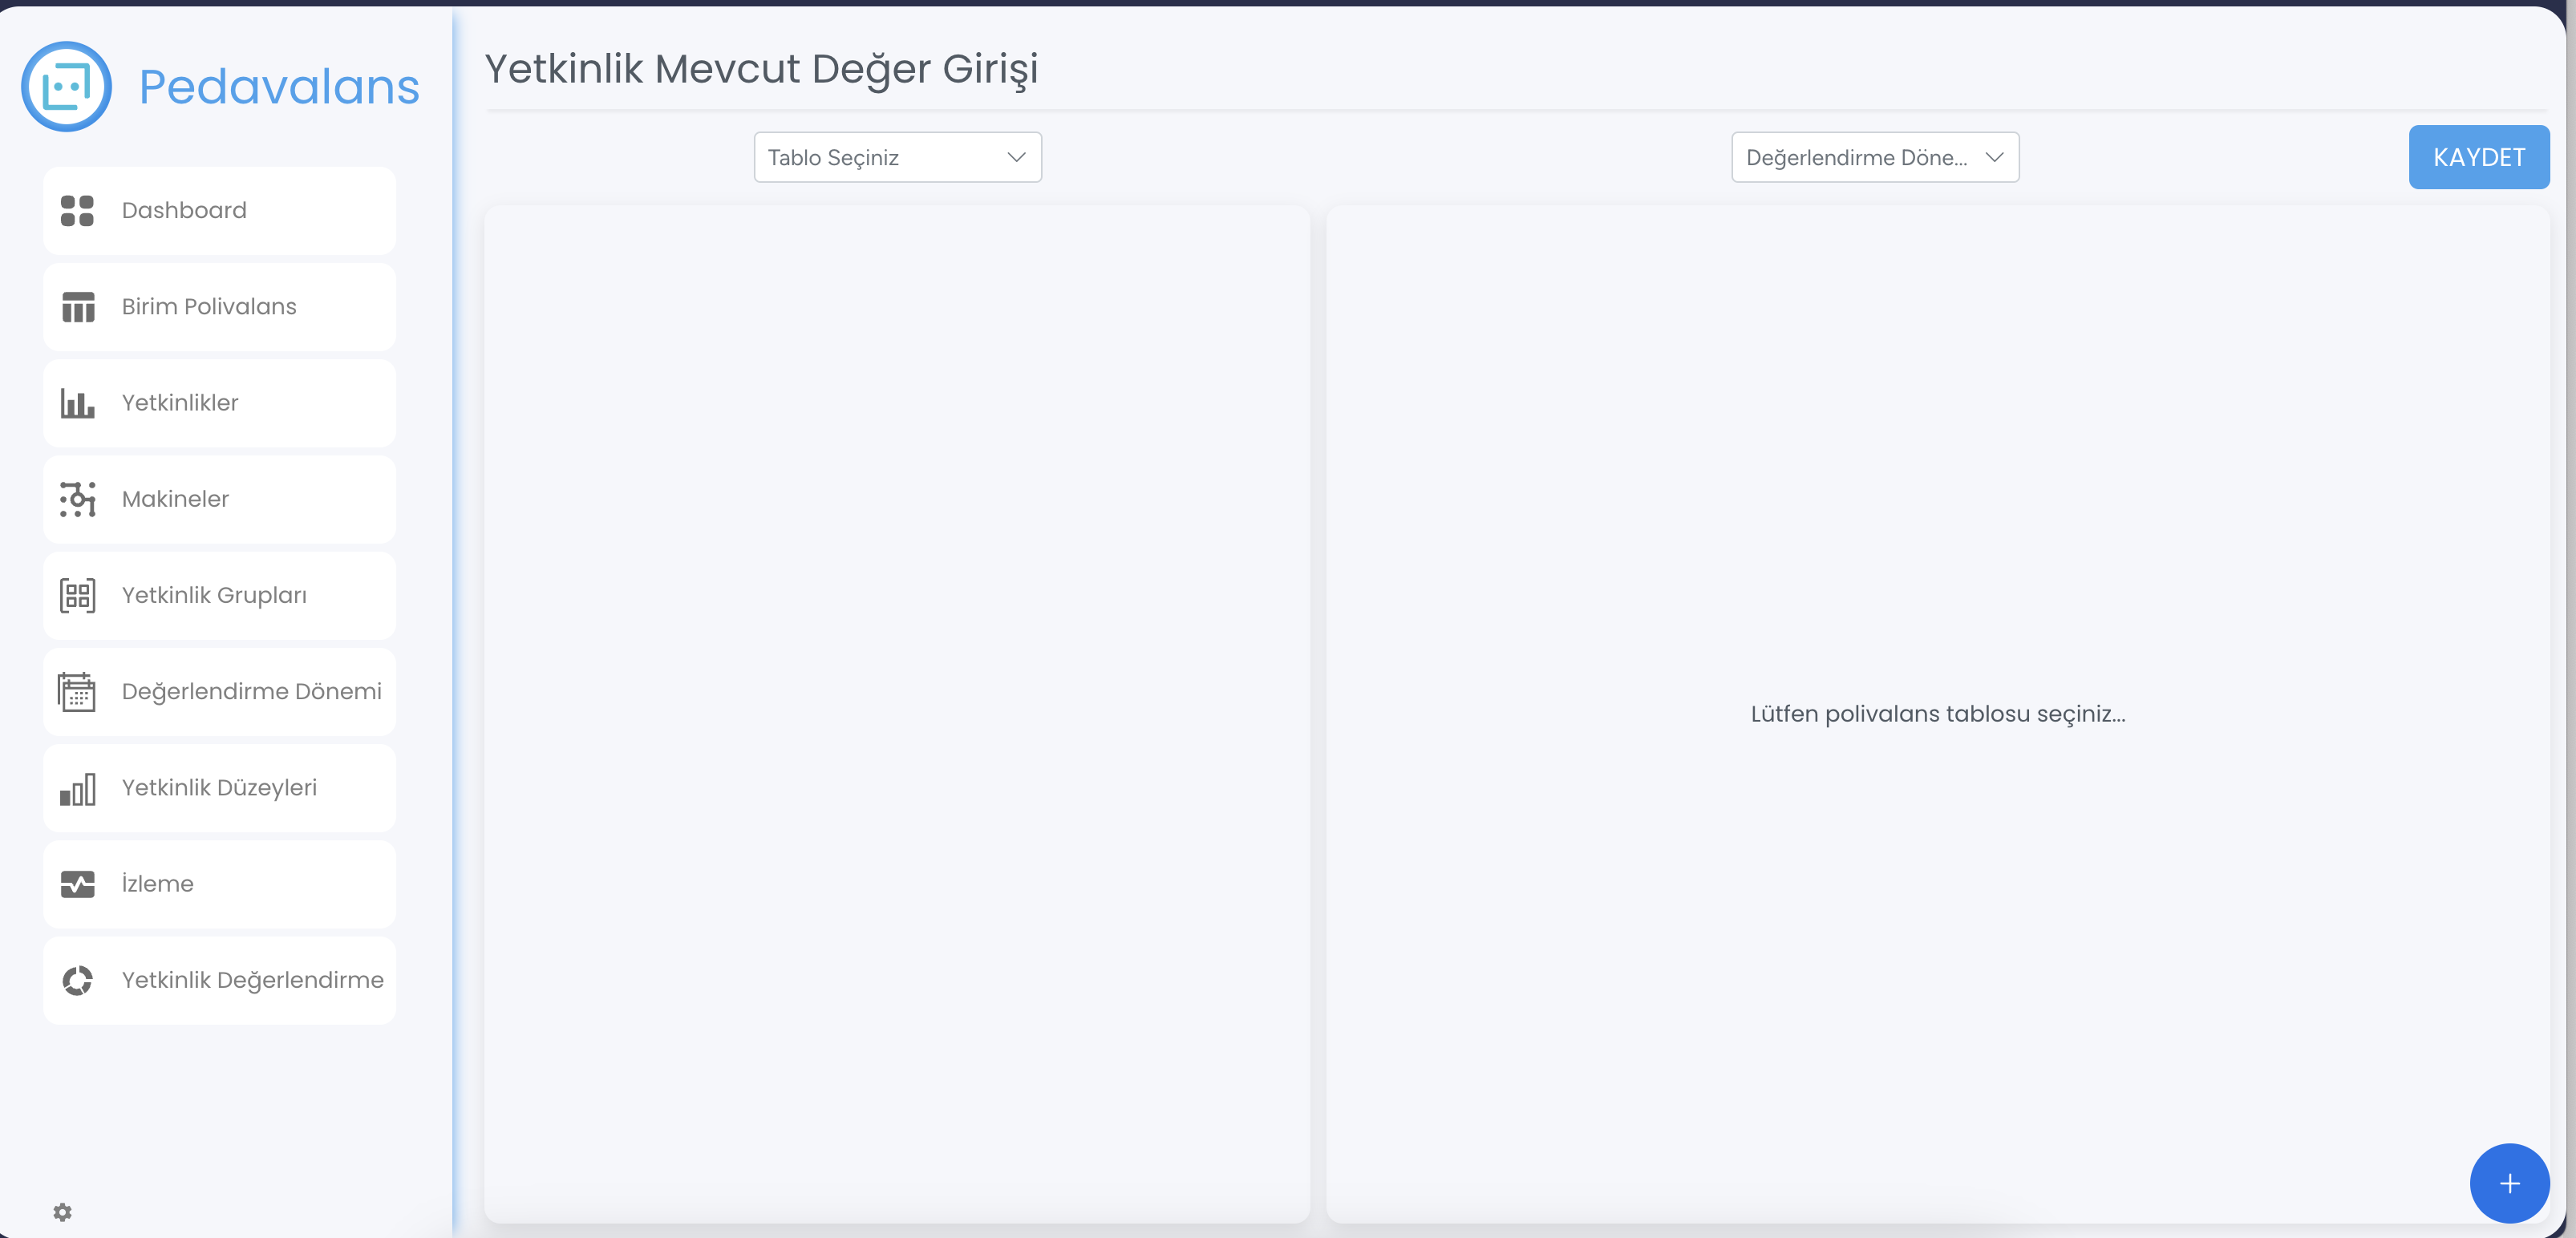 Pedavalans
Dashboard
Birim Polivalans
Yetkinlikler
Makineler
Yetkinlik Grupları
Değerlendirme Dönemi
Yetkinlik Düzeyleri
İzleme
Yetkinlik Değerlendirme
Yetkinlik Mevcut Değer Girişi
Tablo Seçiniz
Değerlendirme Döne...
KAYDET
Lütfen polivalans tablosu seçiniz...